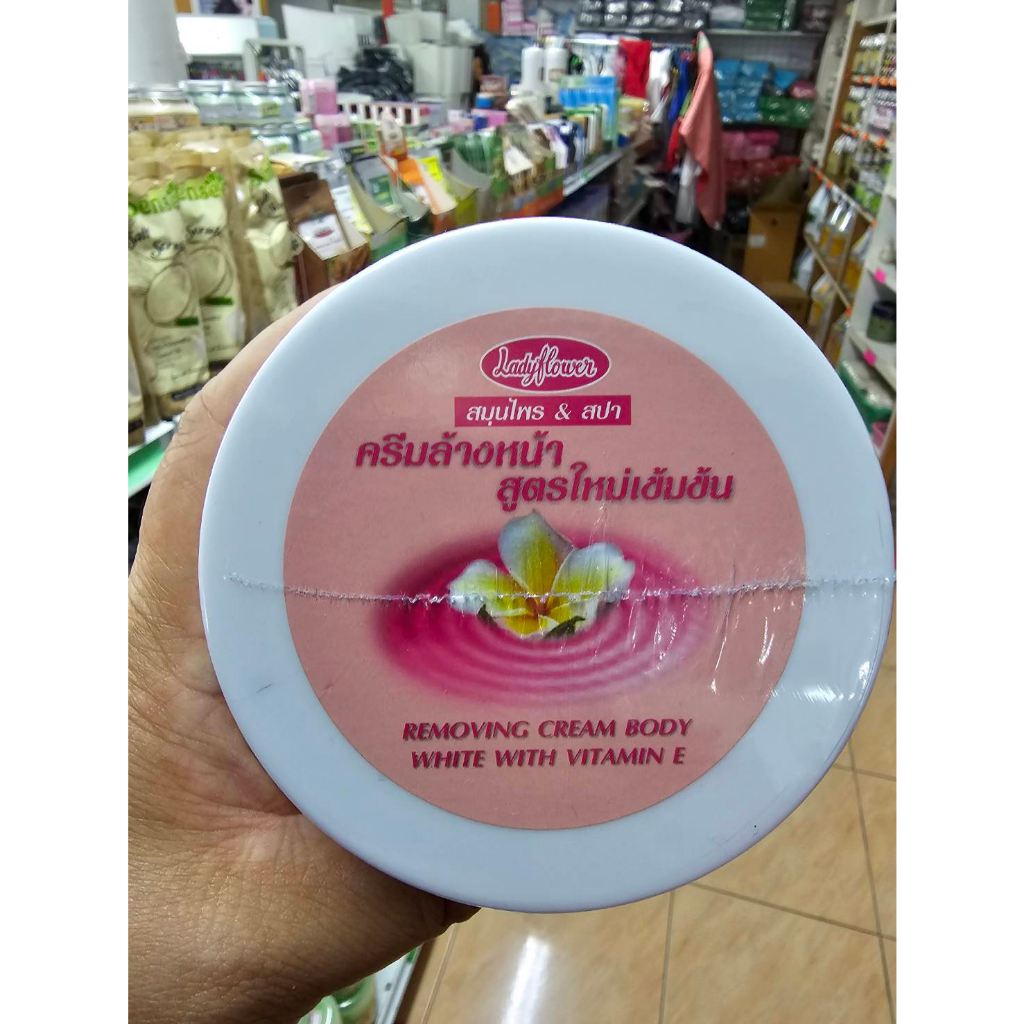 Ladyflower
สมุนไพร & สปา
ครีมล้างหน้า
สูตรใหม่เข้มข้น
REMOVING CREAM BODY
WHITE WITH VITAMIN E